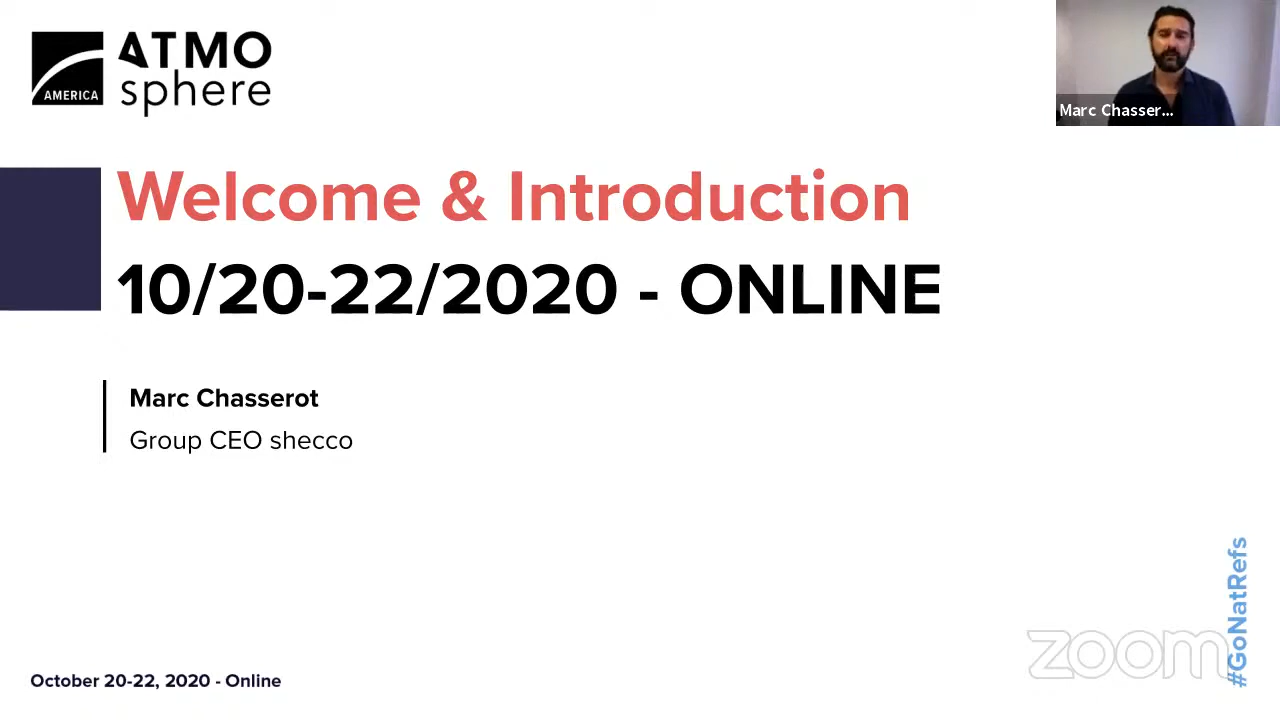 ATMO
sphere
AMERICA
Marc Chasser...
Welcome & Introduction
10/20-22/2020 - ONLINE
Marc Chasserot
Group CEO shecco
#GoNatRefs
zoom
October 20-22, 2020 - Online